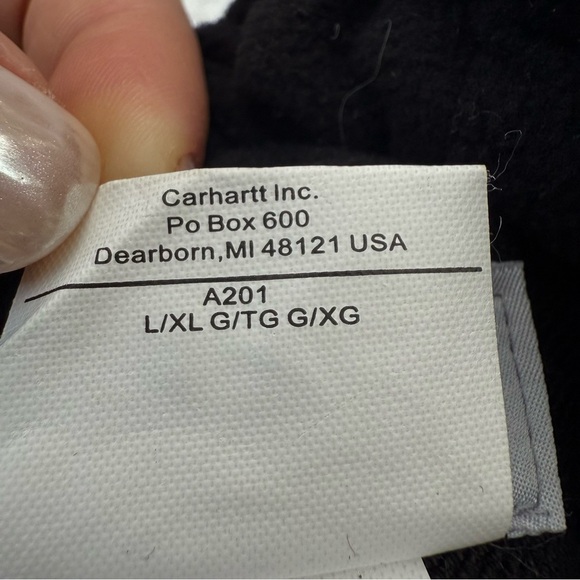 Carhartt Inc.
Po Box 600
Dearborn,MI 48121 USA
A201
L/XL G/TG G/XG